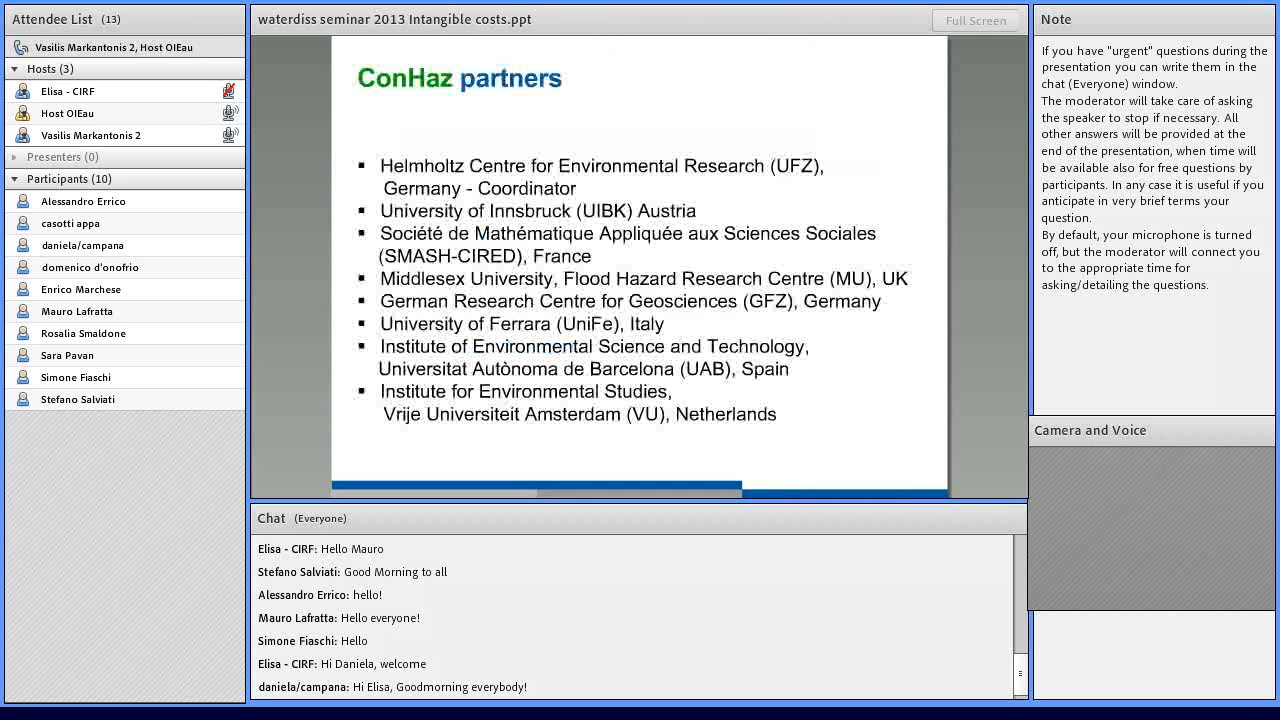 Attendee List (13)
Vasilis Markantonis 2, Host OIEau
Hosts (3)
Elisa - CIRF
Host OIEau
Vasilis Markantonis 2
Presenters (0)
Participants (10)
Alessandro Errico
casotti appa
daniela/campana
domenico d'onofrio
Enrico Marchese
Mauro Lafratta
Rosalia Smaldone
Sara Pavan
Simone Fiaschi
Stefano Salviati
waterdiss seminar 2013 Intangible costs.ppt
Full Screen
ConHaz partners
▪ Helmholtz Centre for Environmental Research (UFZ),
Germany - Coordinator
▪ University of Innsbruck (UIBK) Austria
▪ Société de Mathématique Appliquée aux Sciences Sociales
(SMASH-CIRED), France
▪ Middlesex University, Flood Hazard Research Centre (MU), UK
▪ German Research Centre for Geosciences (GFZ), Germany
▪ University of Ferrara (UniFe), Italy
▪ Institute of Environmental Science and Technology,
Universitat Autònoma de Barcelona (UAB), Spain
▪ Institute for Environmental Studies,
Vrije Universiteit Amsterdam (VU), Netherlands
Chat (Everyone)
Elisa - CIRF: Hello Mauro
Stefano Salviati: Good Morning to all
Alessandro Errico: hello!
Mauro Lafratta: Hello everyone!
Simone Fiaschi: Hello
Elisa - CIRF: Hi Daniela, welcome
daniela/campana: Hi Elisa, Goodmorning everybody!
Note
If you have "urgent" questions during the
presentation you can write them in the
chat (Everyone) window.
The moderator will take care of asking
the speaker to stop if necessary. All
other answers will be provided at the
end of the presentation, when time will
be available also for free questions by
participants. In any case it is useful if you
anticipate in very brief terms your
question.
By default, your microphone is turned
off, but the moderator will connect you
to the appropriate time for
asking/detailing the questions.
Camera and Voice